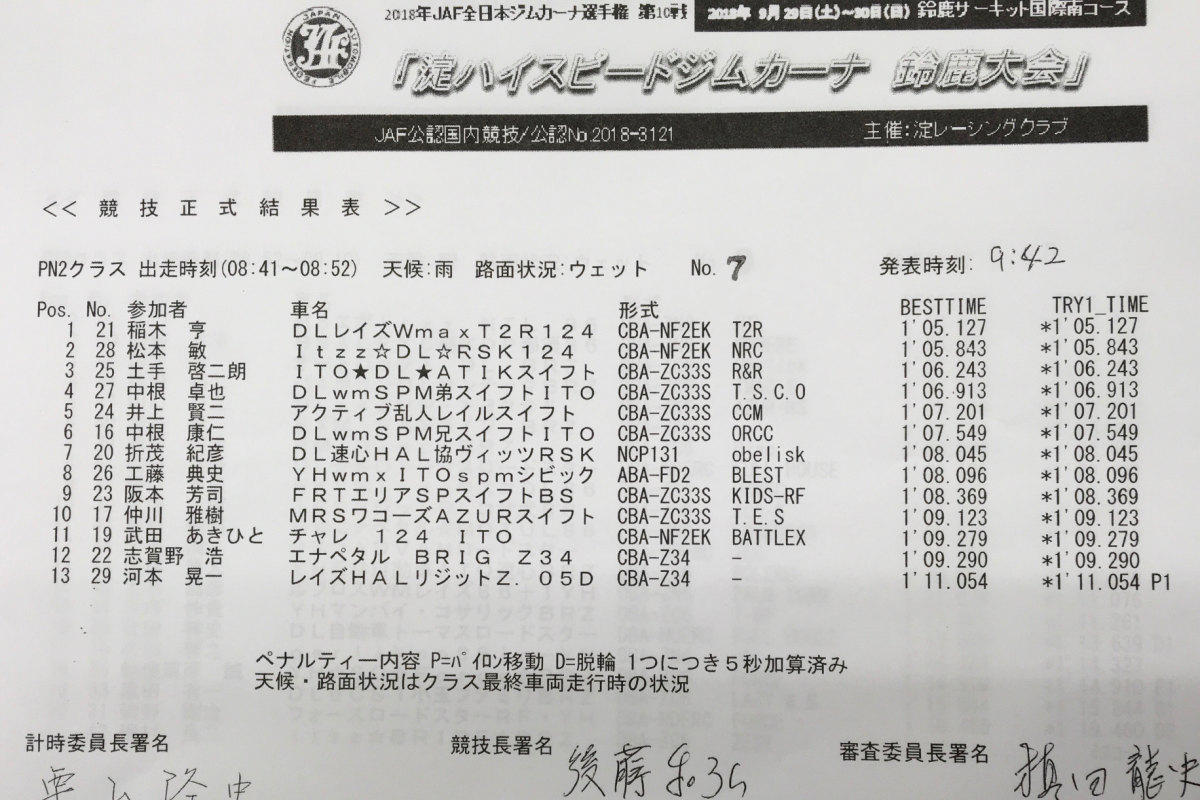 2018年JAF全日本ジムカーナ選手権 第10戦 2018年 9月29日(土)～30日(日) 鈴鹿サーキット国際南コース
JAPAN AUTOMOBILE FEDERATION JAF
「淀ハイスピードジムカーナ 鈴鹿大会」
JAF公認国内競技/公認No.2018-3121 主催:淀レーシングクラブ
<< 競技正式結果表 >>
PN2クラス 出走時刻(08:41～08:52) 天候:雨 路面状況:ウェット No. 7 発表時刻: 9:42
Pos. No. 参加者 車名 形式 BESTTIME TRY1_TIME
1 21 稲木 亨 DLレイズWmaxT2R124 CBA-NF2EK T2R 1'05.127 *1'05.127
2 28 松本 敏 Itzz☆DL☆RSK124 CBA-NF2EK NRC 1'05.843 *1'05.843
3 25 土手 啓二朗 ITO★DL★ATIKスイフト CBA-ZC33S R&R 1'06.243 *1'06.243
4 27 中根 卓也 DLwmSPM弟スイフトITO CBA-ZC33S T.S.C.O 1'06.913 *1'06.913
5 24 井上 賢二 アクティブ乱人レイルスイフト CBA-ZC33S CCM 1'07.201 *1'07.201
6 16 中根 康仁 DLwmSPM兄スイフトITO CBA-ZC33S ORCC 1'07.549 *1'07.549
7 20 折茂 紀彦 DL速心HAL協ヴィッツRSK NCP131 obelisk 1'08.045 *1'08.045
8 26 工藤 典史 YHwmxITOspmシビック ABA-FD2 BLEST 1'08.096 *1'08.096
9 23 阪本 芳司 FRTエリアSPスイフトBS CBA-ZC33S KIDS-RF 1'08.369 *1'08.369
10 17 仲川 雅樹 MRSワコーズAZURスイフト CBA-ZC33S T.E.S 1'09.123 *1'09.123
11 19 武田 あきひと チャレ 124 ITO CBA-NF2EK BATTLEX 1'09.279 *1'09.279
12 22 志賀野 浩 エナペタル BRIG Z34 CBA-Z34 - 1'09.290 *1'09.290
13 29 河本 晃一 レイズHALリジットZ.05D CBA-Z34 - 1'11.054 *1'11.054 P1
ペナルティー内容 P=ﾊﾟｲﾛﾝ移動 D=脱輪 1つにつき5秒加算済み
天候・路面状況はクラス最終車両走行時の状況
計時委員長署名 競技長署名 審査委員長署名